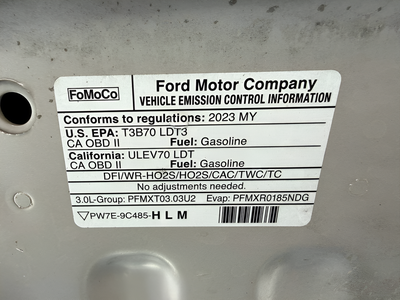 FoMoCo
Ford Motor Company
VEHICLE EMISSION CONTROL INFORMATION
Conforms to regulations: 2023 MY
U.S. EPA: T3B70 LDT3
CA OBD II Fuel: Gasoline
California: ULEV70 LDT
CA OBD II Fuel: Gasoline
DFI/WR-HO2S/HO2S/CAC/TWC/TC
No adjustments needed.
3.0L-Group: PFMXT03.03U2 Evap: PFMXR0185NDG
▽PW7E-9C485-HLM